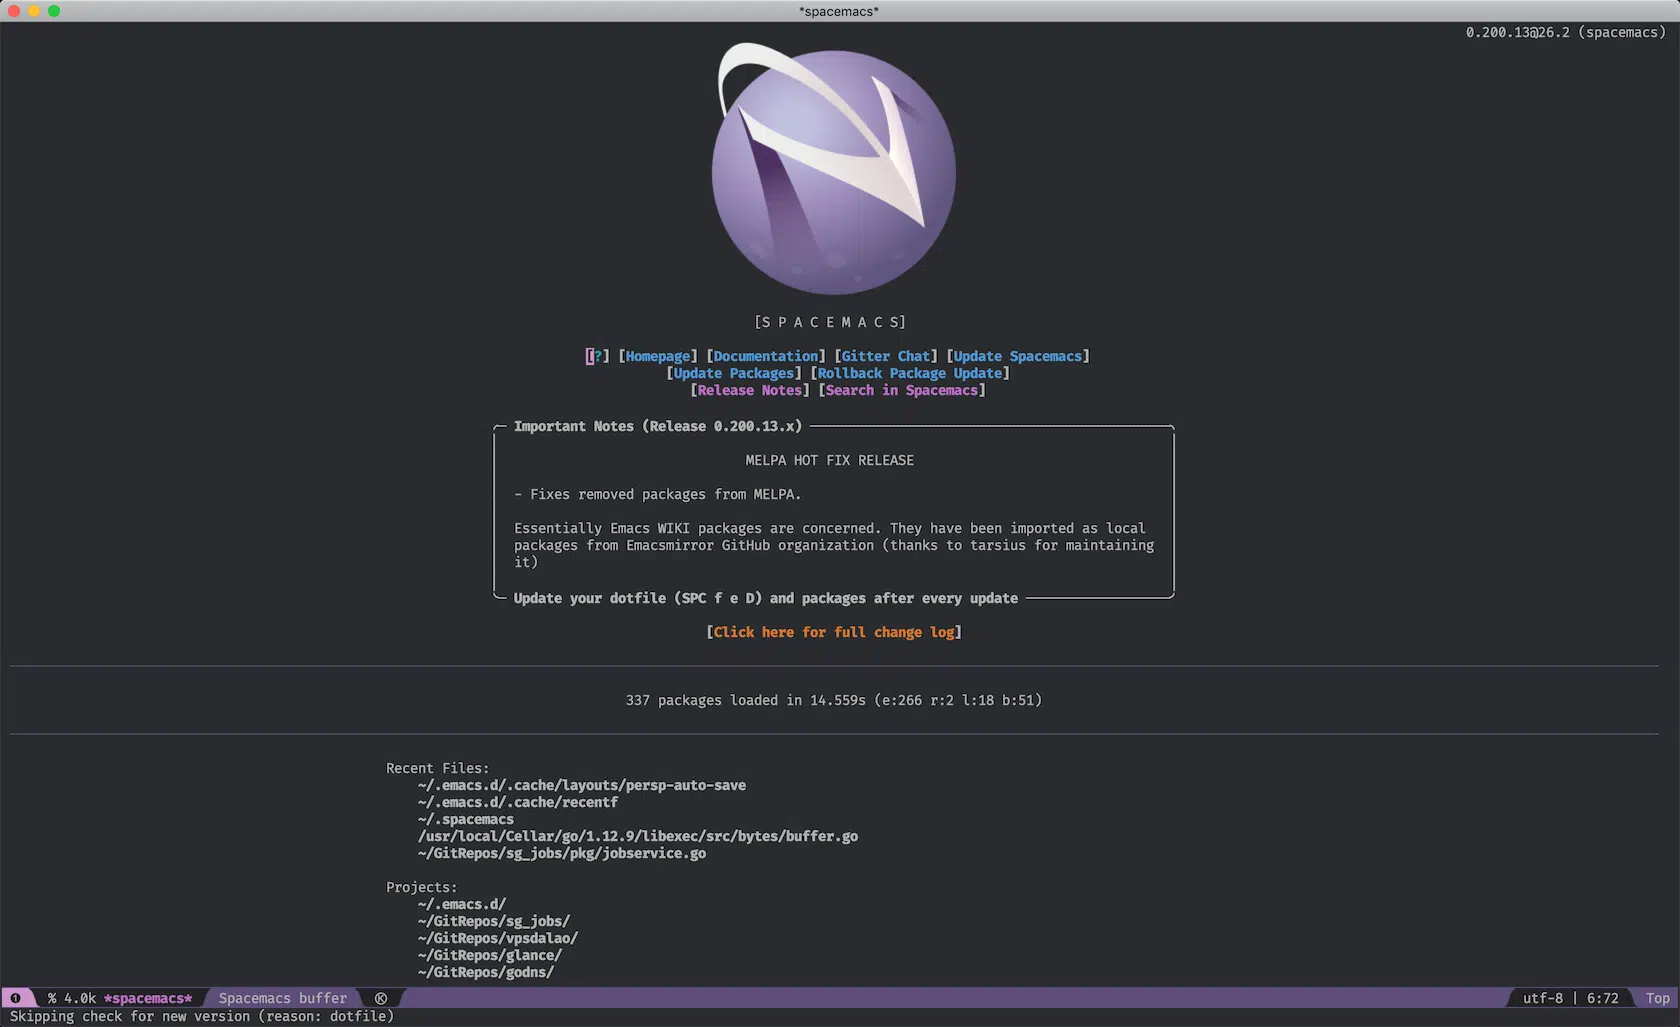 *spacemacs*
0.200.13@26.2 (spacemacs)
[S P A C E M A C S]
[?] [Homepage] [Documentation] [Gitter Chat] [Update Spacemacs]
[Update Packages] [Rollback Package Update]
[Release Notes] [Search in Spacemacs]
Important Notes (Release 0.200.13.x)
MELPA HOT FIX RELEASE
- Fixes removed packages from MELPA.
Essentially Emacs WIKI packages are concerned. They have been imported as local
packages from Emacsmirror GitHub organization (thanks to tarsius for maintaining
it)
Update your dotfile (SPC f e D) and packages after every update
[Click here for full change log]
337 packages loaded in 14.559s (e:266 r:2 l:18 b:51)
Recent Files:
~/.emacs.d/.cache/layouts/persp-auto-save
~/.emacs.d/.cache/recentf
~/.spacemacs
/usr/local/Cellar/go/1.12.9/libexec/src/bytes/buffer.go
~/GitRepos/sg_jobs/pkg/jobservice.go
Projects:
~/.emacs.d/
~/GitRepos/sg_jobs/
~/GitRepos/vpsdalao/
~/GitRepos/glance/
~/GitRepos/godns/
❶ % 4.0k *spacemacs* Spacemacs buffer Ⓚ utf-8 | 6:72 Top
Skipping check for new version (reason: dotfile)